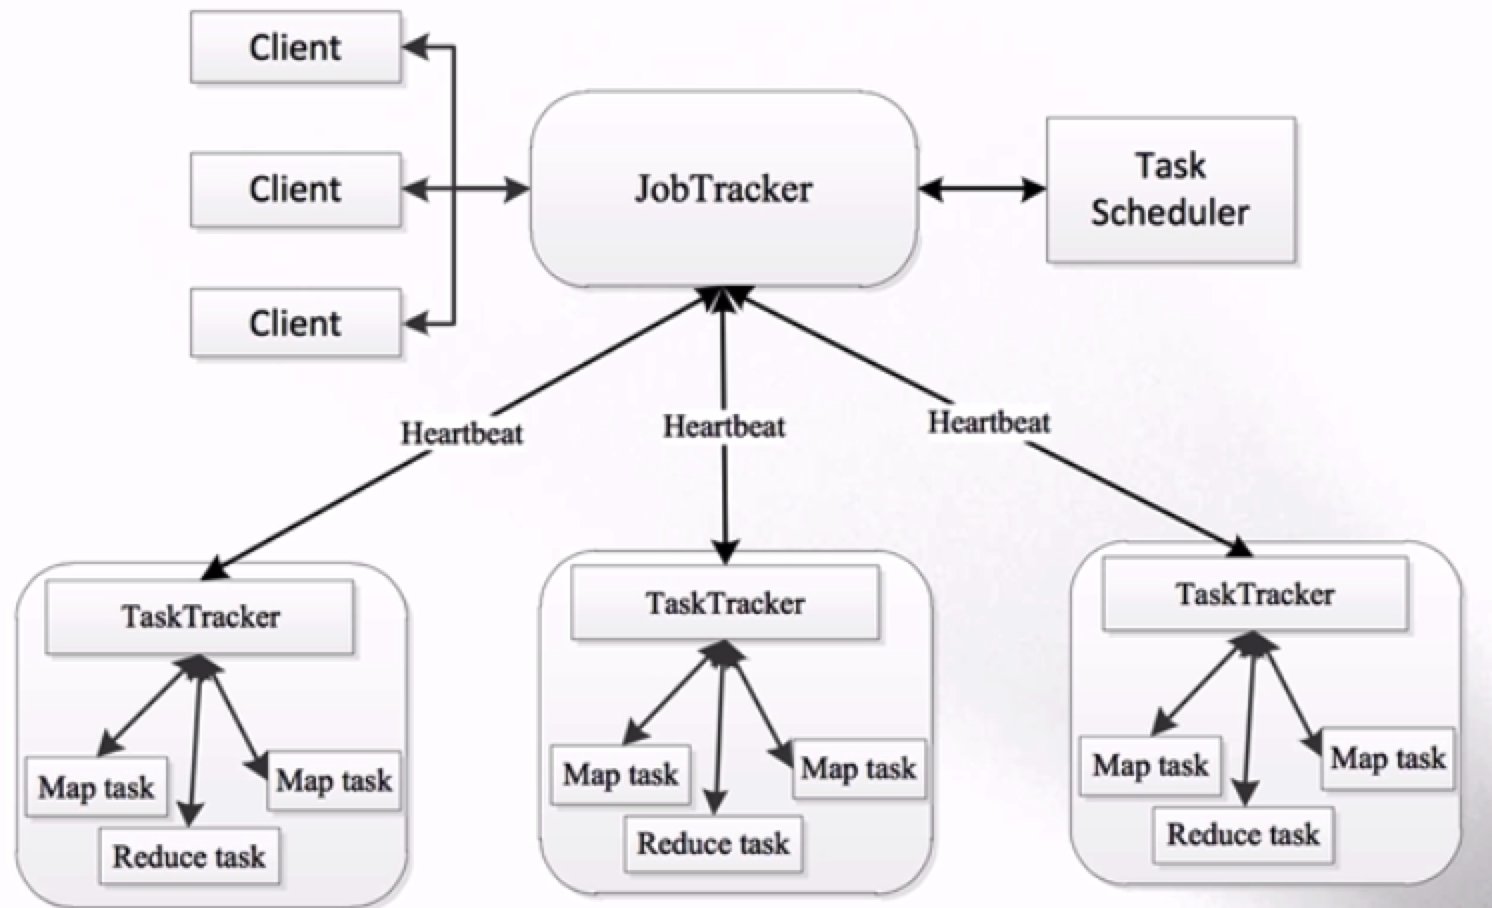 Client
Client
Client
JobTracker
Task
Scheduler
Heartbeat
Heartbeat
Heartbeat
TaskTracker
Map task
Map task
Reduce task
TaskTracker
Map task
Map task
Reduce task
TaskTracker
Map task
Map task
Reduce task